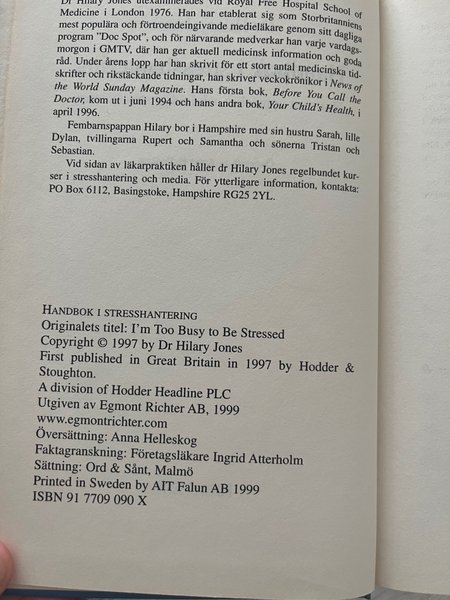 Dr Hilary Jones utexaminerades vid Royal Free Hospital School of
Medicine i London 1976. Han har etablerat sig som Storbritanniens
mest populära och förtroendeingivande medieläkare genom sitt dagliga
program "Doc Spot", och för närvarande medverkar han varje vardags-
morgon i GMTV, där han ger aktuell medicinsk information och goda
råd. Under årens lopp har han skrivit för ett stort antal medicinska tid-
skrifter och rikstäckande tidningar, han skriver veckokrönikor i News of
the World Sunday Magazine. Hans första bok, Before You Call the
Doctor, kom ut i juni 1994 och hans andra bok, Your Child's Health, i
april 1996.
Fembarnspappan Hilary bor i Hampshire med sin hustru Sarah, lille
Dylan, tvillingarna Rupert och Samantha och sönerna Tristan och
Sebastian.
Vid sidan av läkarpraktiken håller dr Hilary Jones regelbundet kur-
ser i stresshantering och media. För ytterligare information, kontakta:
PO Box 6112, Basingstoke, Hampshire RG25 2YL.
HANDBOK I STRESSHANTERING
Originalets titel: I'm Too Busy to Be Stressed
Copyright © 1997 by Dr Hilary Jones
First published in Great Britain in 1997 by Hodder &
Stoughton.
A division of Hodder Headline PLC
Utgiven av Egmont Richter AB, 1999
www.egmontrichter.com
Översättning: Anna Helleskog
Faktagranskning: Företagsläkare Ingrid Atterholm
Sättning: Ord & Sånt, Malmö
Printed in Sweden by AIT Falun AB 1999
ISBN 91 7709 090 X